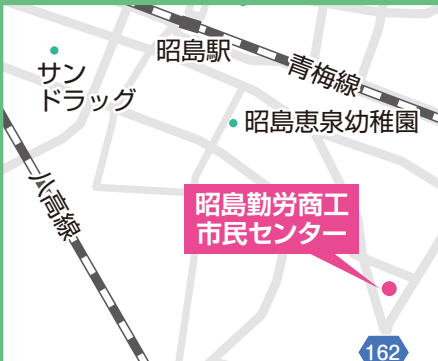 昭島駅
サン
ドラッグ
青梅線
昭島恵泉幼稚園
八高線
昭島勤労商工
市民センター
162